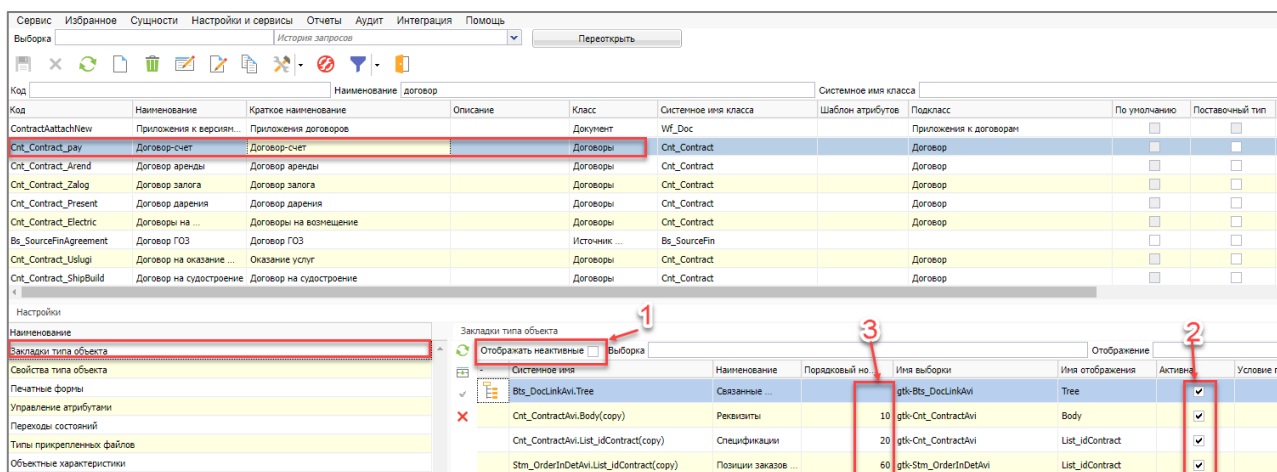 Сервис Избранное Сущности Настройки и сервисы Отчеты Аудит Интеграция Помощь
Выборка История запросов Переоткрыть
Код Наименование договор Системное имя класса
Код Наименование Краткое наименование Описание Класс Системное имя класса Шаблон атрибутов Подкласс По умолчанию Поставочный тип
ContractAattachNew Приложения к версиям... Приложения договоров Документ Wf_Doc Приложения к договорам
Cnt_Contract_pay Договор-счет Договор-счет Договоры Cnt_Contract Договор
Cnt_Contract_Arend Договор аренды Договор аренды Договоры Cnt_Contract Договор
Cnt_Contract_Zalog Договор залога Договор залога Договоры Cnt_Contract Договор
Cnt_Contract_Present Договор дарения Договор дарения Договоры Cnt_Contract Договор
Cnt_Contract_Electric Договоры на ... Договоры на возмещение Договоры Cnt_Contract Договор
Bs_SourceFinAgreement Договор ГОЗ Договор ГОЗ Источник ... Bs_SourceFin
Cnt_Contract_Uslugi Договор на оказание ... Оказание услуг Договоры Cnt_Contract Договор
Cnt_Contract_ShipBuild Договор на судостроение Договор на судостроение Договоры Cnt_Contract Договор
Настройки
Наименование
Закладки типа объекта
Свойства типа объекта
Печатные формы
Управление атрибутами
Переходы состояний
Типы прикрепленных файлов
Объектные характеристики
1
3
2
Закладки типа объекта
Отображать неактивные Выборка Отображение
Системное имя Наименование Порядковый но... Имя выборки Имя отображения Активна Условие
Bts_DocLinkAvi.Tree Связанные ... gtk-Bts_DocLinkAvi Tree
Cnt_ContractAvi.Body(copy) Реквизиты 10 gtk-Cnt_ContractAvi Body
Cnt_ContractAvi.List_idContract(copy) Спецификации 20 gtk-Cnt_ContractAvi List_idContract
Stm_OrderInDetAvi.List_idContract(copy) Позиции заказов ... 60 gtk-Stm_OrderInDetAvi List_idContract